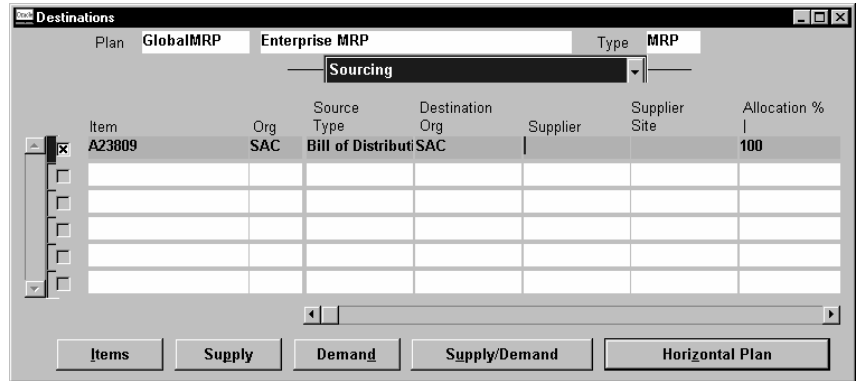 Oracle Destinations
Plan GlobalMRP Enterprise MRP Type MRP
Sourcing
Source Destination Supplier Allocation %
Item Org Type Org Supplier Site |
A23809 SAC Bill of Distributi SAC 100
Items Supply Demand Supply/Demand Horizontal Plan